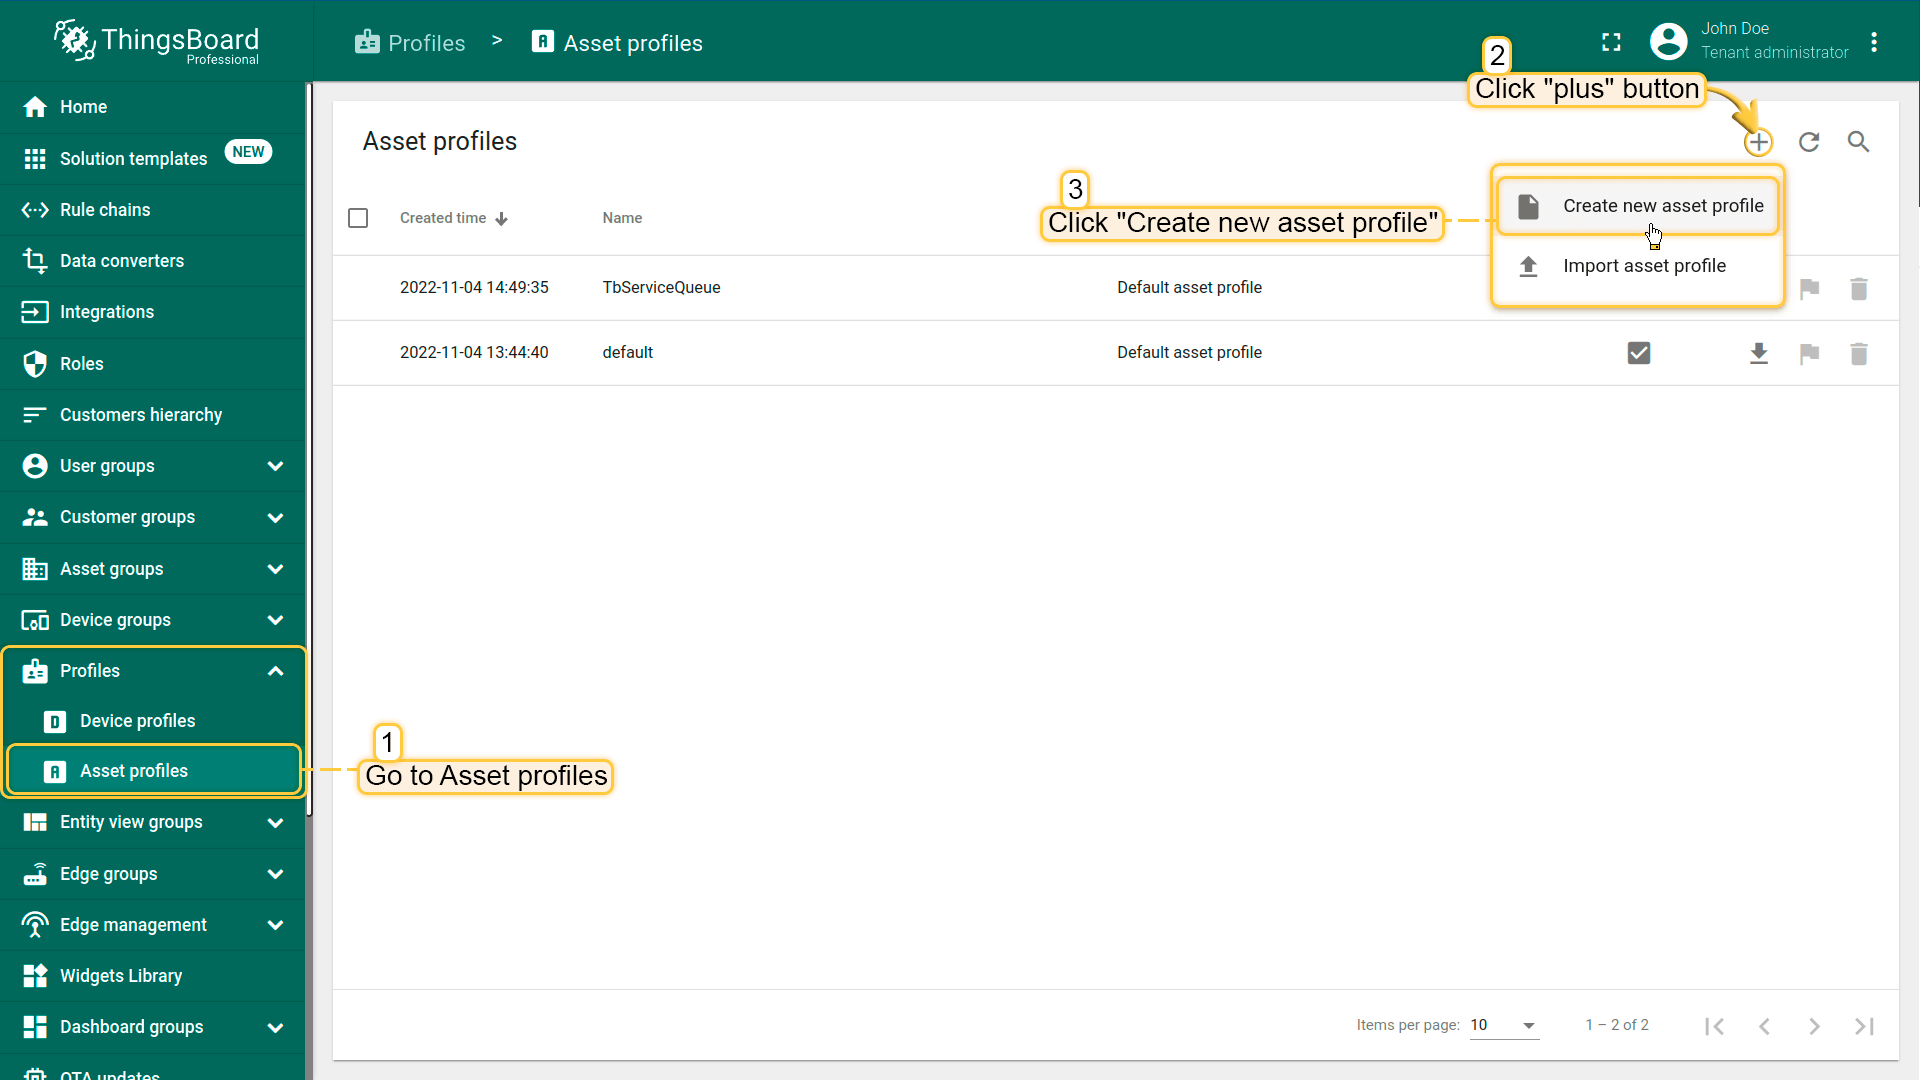 ThingsBoard
Professional
Profiles > Asset profiles
John Doe
Tenant administrator
2
Click "plus" button
Home
Solution templates NEW
Rule chains
Data converters
Integrations
Roles
Customers hierarchy
User groups
Customer groups
Asset groups
Device groups
Profiles
Device profiles
Asset profiles
Entity view groups
Edge groups
Edge management
Widgets Library
Dashboard groups
OTA updates
Asset profiles
3
Click "Create new asset profile"
Create new asset profile
Import asset profile
Created time Name
2022-11-04 14:49:35 TbServiceQueue Default asset profile
2022-11-04 13:44:40 default Default asset profile
1
Go to Asset profiles
Items per page: 10 1 – 2 of 2